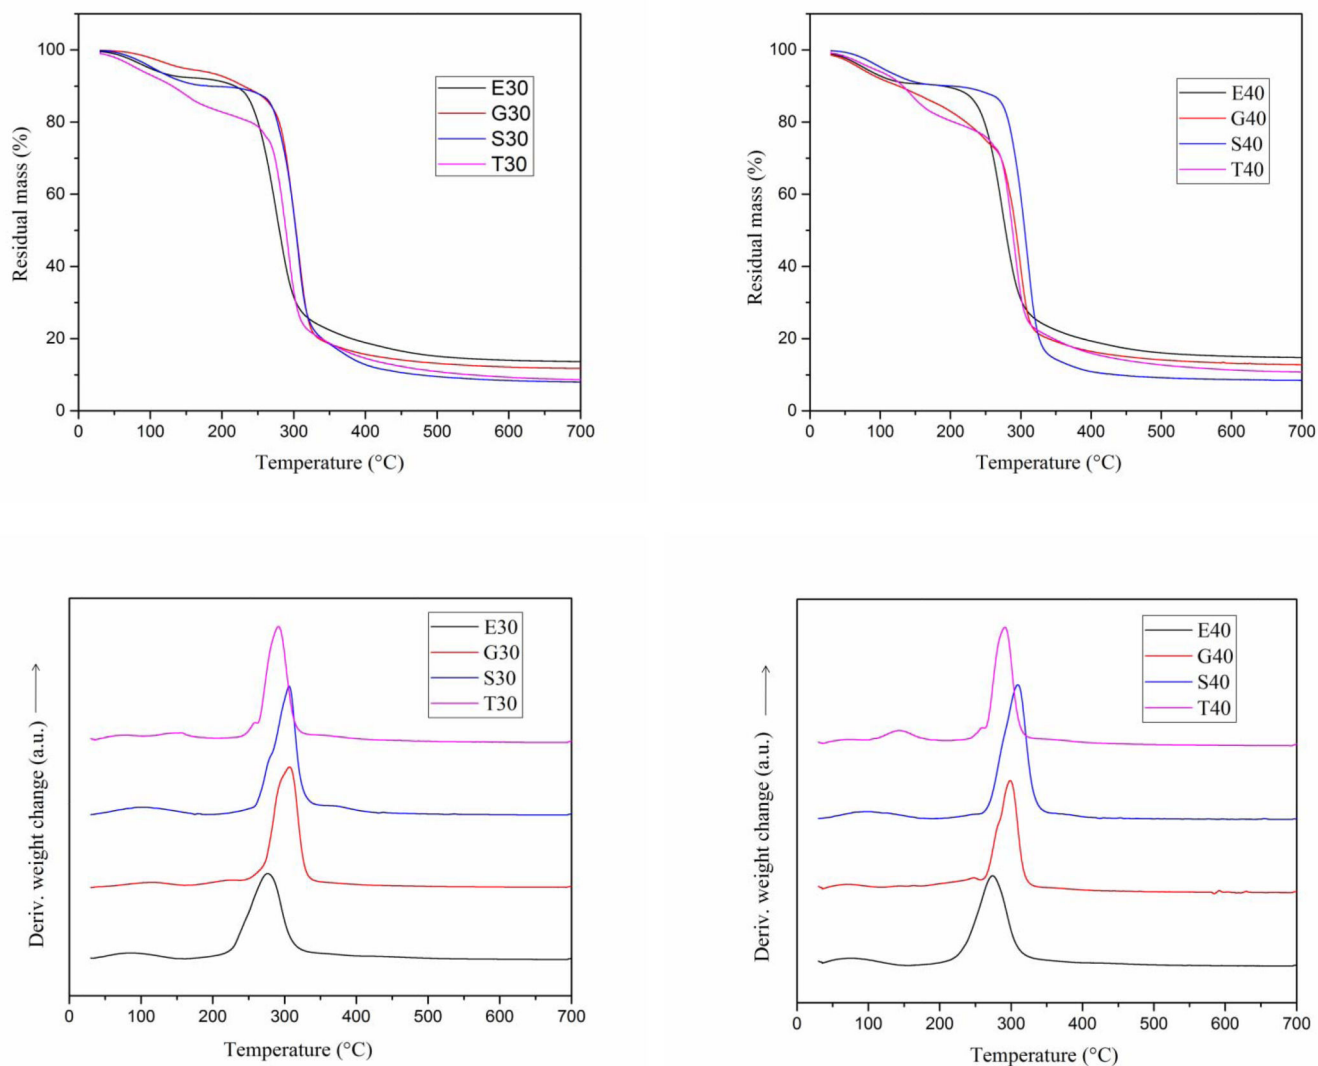 100
80
60
40
20
0
Residual mass (%)
E30
G30
S30
T30
0 100 200 300 400 500 600 700
Temperature (°C)
100
80
60
40
20
0
Residual mass (%)
E40
G40
S40
T40
0 100 200 300 400 500 600 700
Temperature (°C)
Deriv. weight change (a.u.)
E30
G30
S30
T30
0 100 200 300 400 500 600 700
Temperature (°C)
Deriv. weight change (a.u.)
E40
G40
S40
T40
0 100 200 300 400 500 600 700
Temperature (°C)